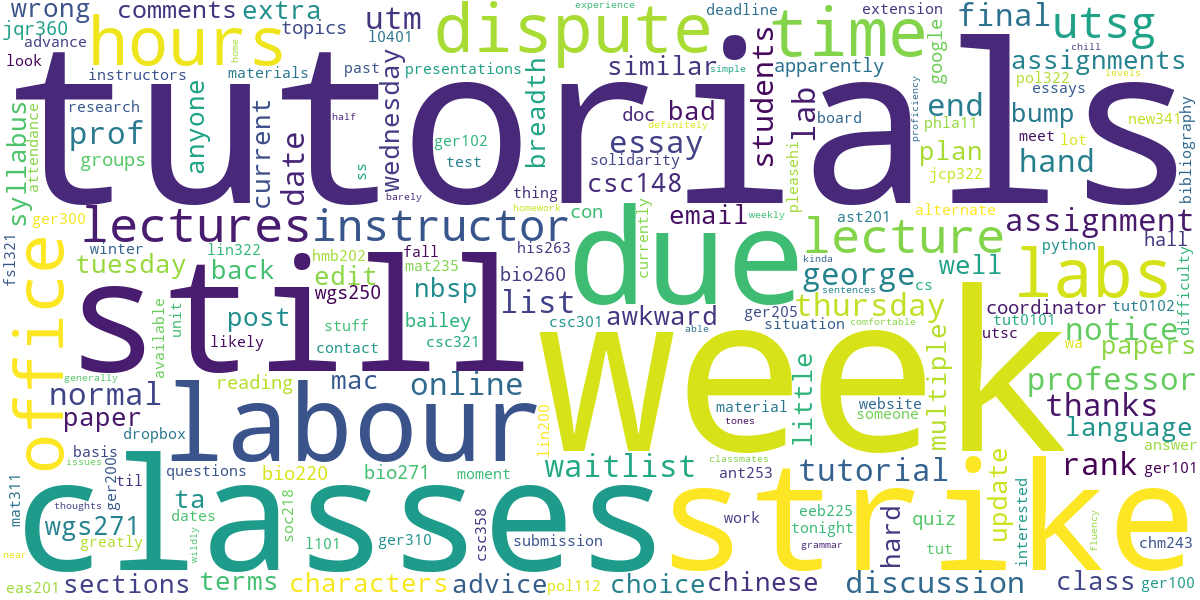 wrong
comments
extra
utm
experience
deadline
extension
final
utsg
jqr360
hours
topics
l0401
dispute
time
google
advance
chill
look
tutorials
instructors
materials
past
presentations
similar
simple
apparently
assignments
levels
research
half
home
wednesday
breadth
students
lab
pol322
essays
syllabus
attendance
prof
anyone
current
date
doc
bad
board
proficiency
end
bump
new341
groups
ger102
test
definitely
essay
phla11
meet
lot
bibliography
ss
solidarity
plan
hand
barely
thing
csc148
pleasehi
jcp322
ger300
lectures
instructor
homework
con
email
weekly
ast201
alternate
assignment
fsl321
winter
lin322
hmb202
fall
his263
due
currently
lecture
python
hall
office
tuesday
back
edit
mat235
bio260
kinda
george
well
labs
still
wgs250
nbsp
list
sentences
cs
available
unit
post
stuff
bailey
csc301
awkward
ger205
thursday
coordinator
tut0102
difficulty
likely
contact
csc321
able
situation
comfortable
tut0101
utsc
notice
wa
papers
generally
reading
mac
online
week
little
multiple
professor
normal
labour
material
website
someone
thanks
paper
tones
language
dropbox
lin200
answer
basis
issues
ger200
questions
bio220
bio271
moment
waitlist
classmates
ant253
tutorial
rank
ger101
mat311
til
classes
strike
thoughts
ta
dates
soc218
csc358
work
eeb225
tonight
hard
quiz
update
interested
wgs271
greatly
wildly
l101
ger310
submission
grammar
tut
fluency
chm243
near
eas201
sections
terms
characters
advice
pol112
choice
chinese
discussion
class
ger100